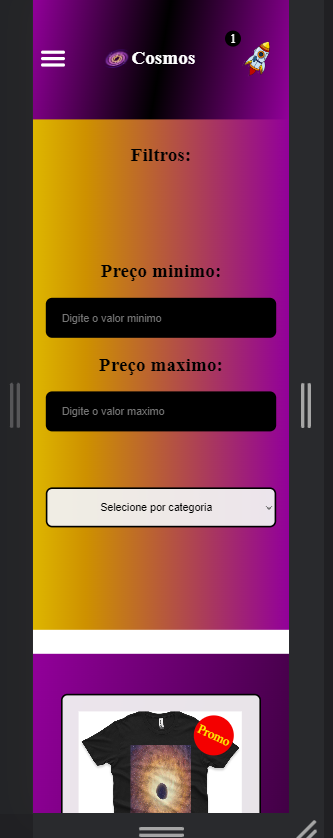 1
Cosmos
Filtros:
Preço minimo:
Digite o valor minimo
Preço maximo:
Digite o valor maximo
Selecione por categoria
Promo